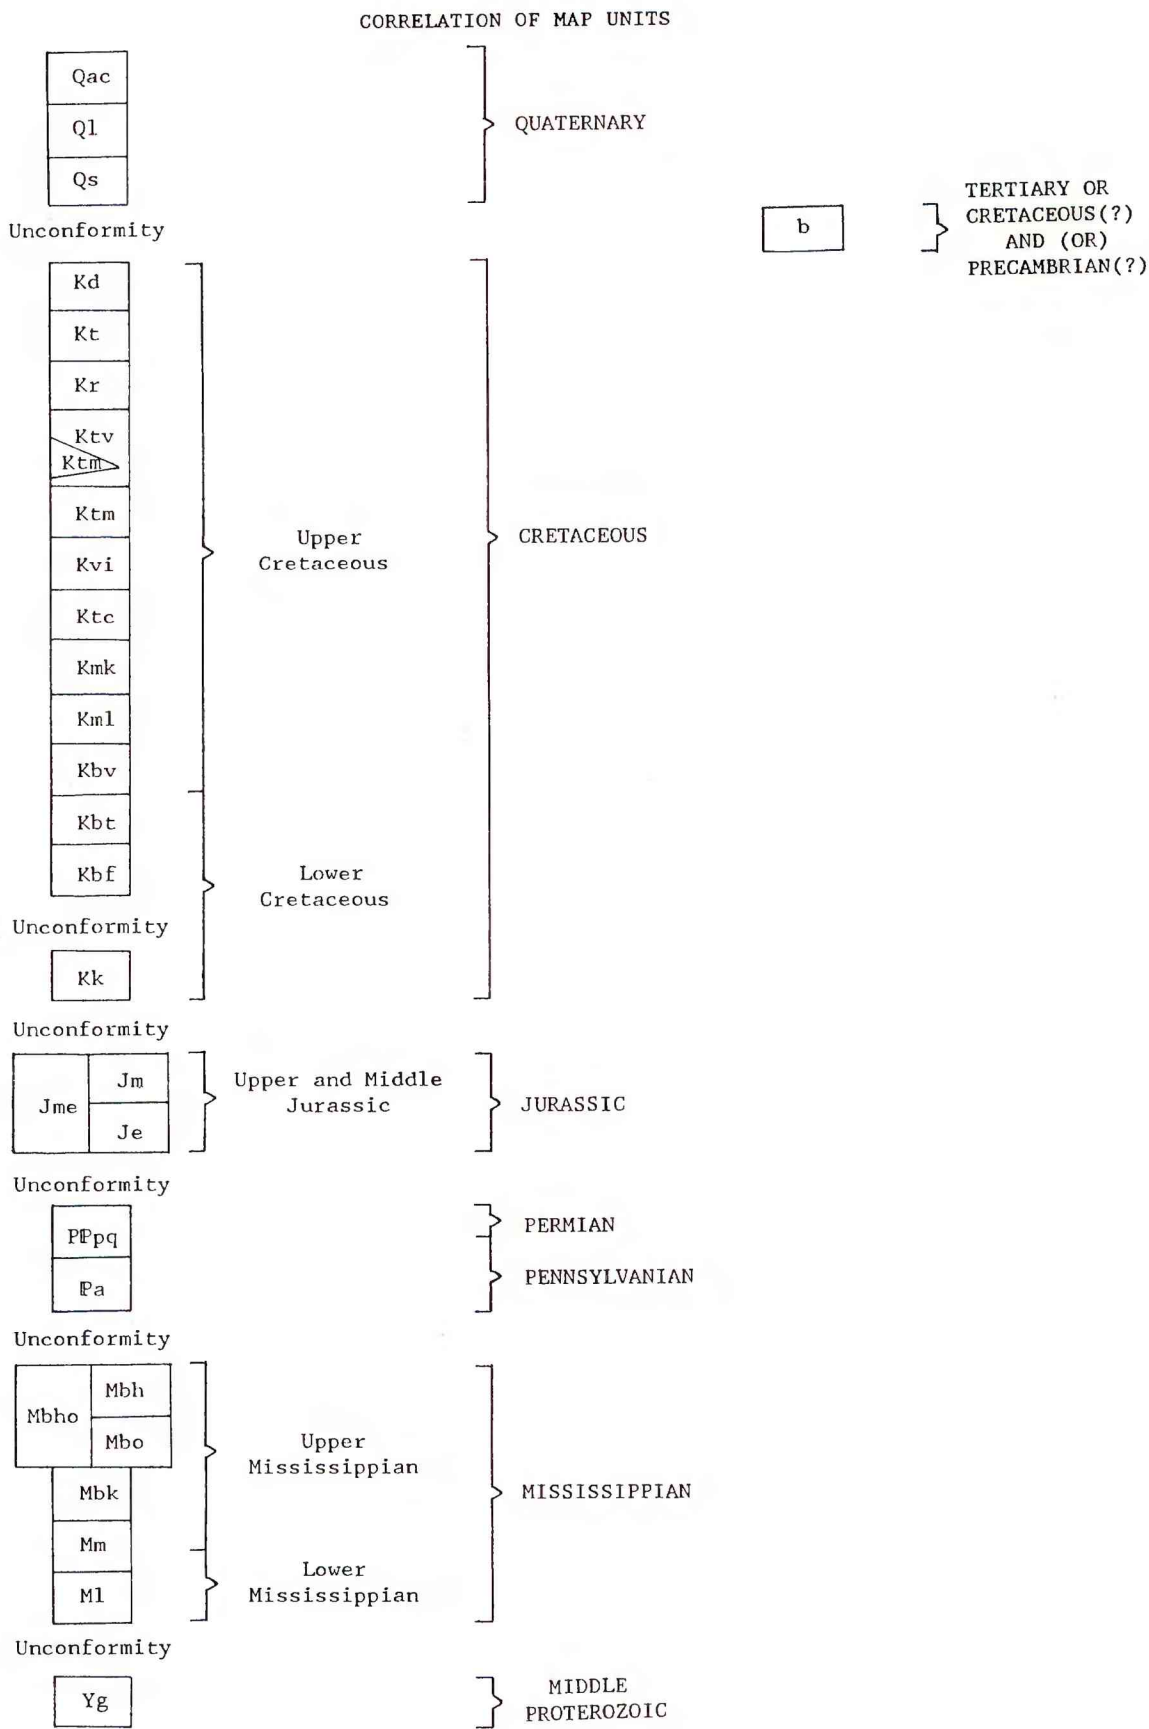 CORRELATION OF MAP UNITS
Qac
Ql
Qs
QUATERNARY
Unconformity
b
TERTIARY OR
CRETACEOUS(?)
AND (OR)
PRECAMBRIAN(?)
Kd
Kt
Kr
Ktv
Ktm
Ktm
Kvi
Ktc
Kmk
Kml
Kbv
Upper
Cretaceous
CRETACEOUS
Kbt
Kbf
Lower
Cretaceous
Unconformity
Kk
Unconformity
Jme
Jm
Je
Upper and Middle
Jurassic
JURASSIC
Unconformity
PℙPpq
ℙa
PERMIAN
PENNSYLVANIAN
Unconformity
Mbho
Mbh
Mbo
Mbk
Mm
Ml
Upper
Mississippian
Lower
Mississippian
MISSISSIPPIAN
Unconformity
Yg
MIDDLE
PROTEROZOIC